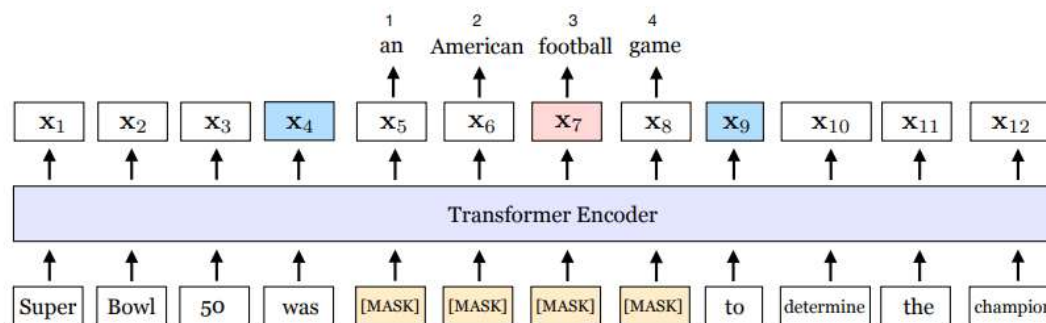 1 2 3 4
an American football game
x1 x2 x3 x4 x5 x6 x7 x8 x9 x10 x11 x12
Transformer Encoder
Super Bowl 50 was [MASK] [MASK] [MASK] [MASK] to determine the champion